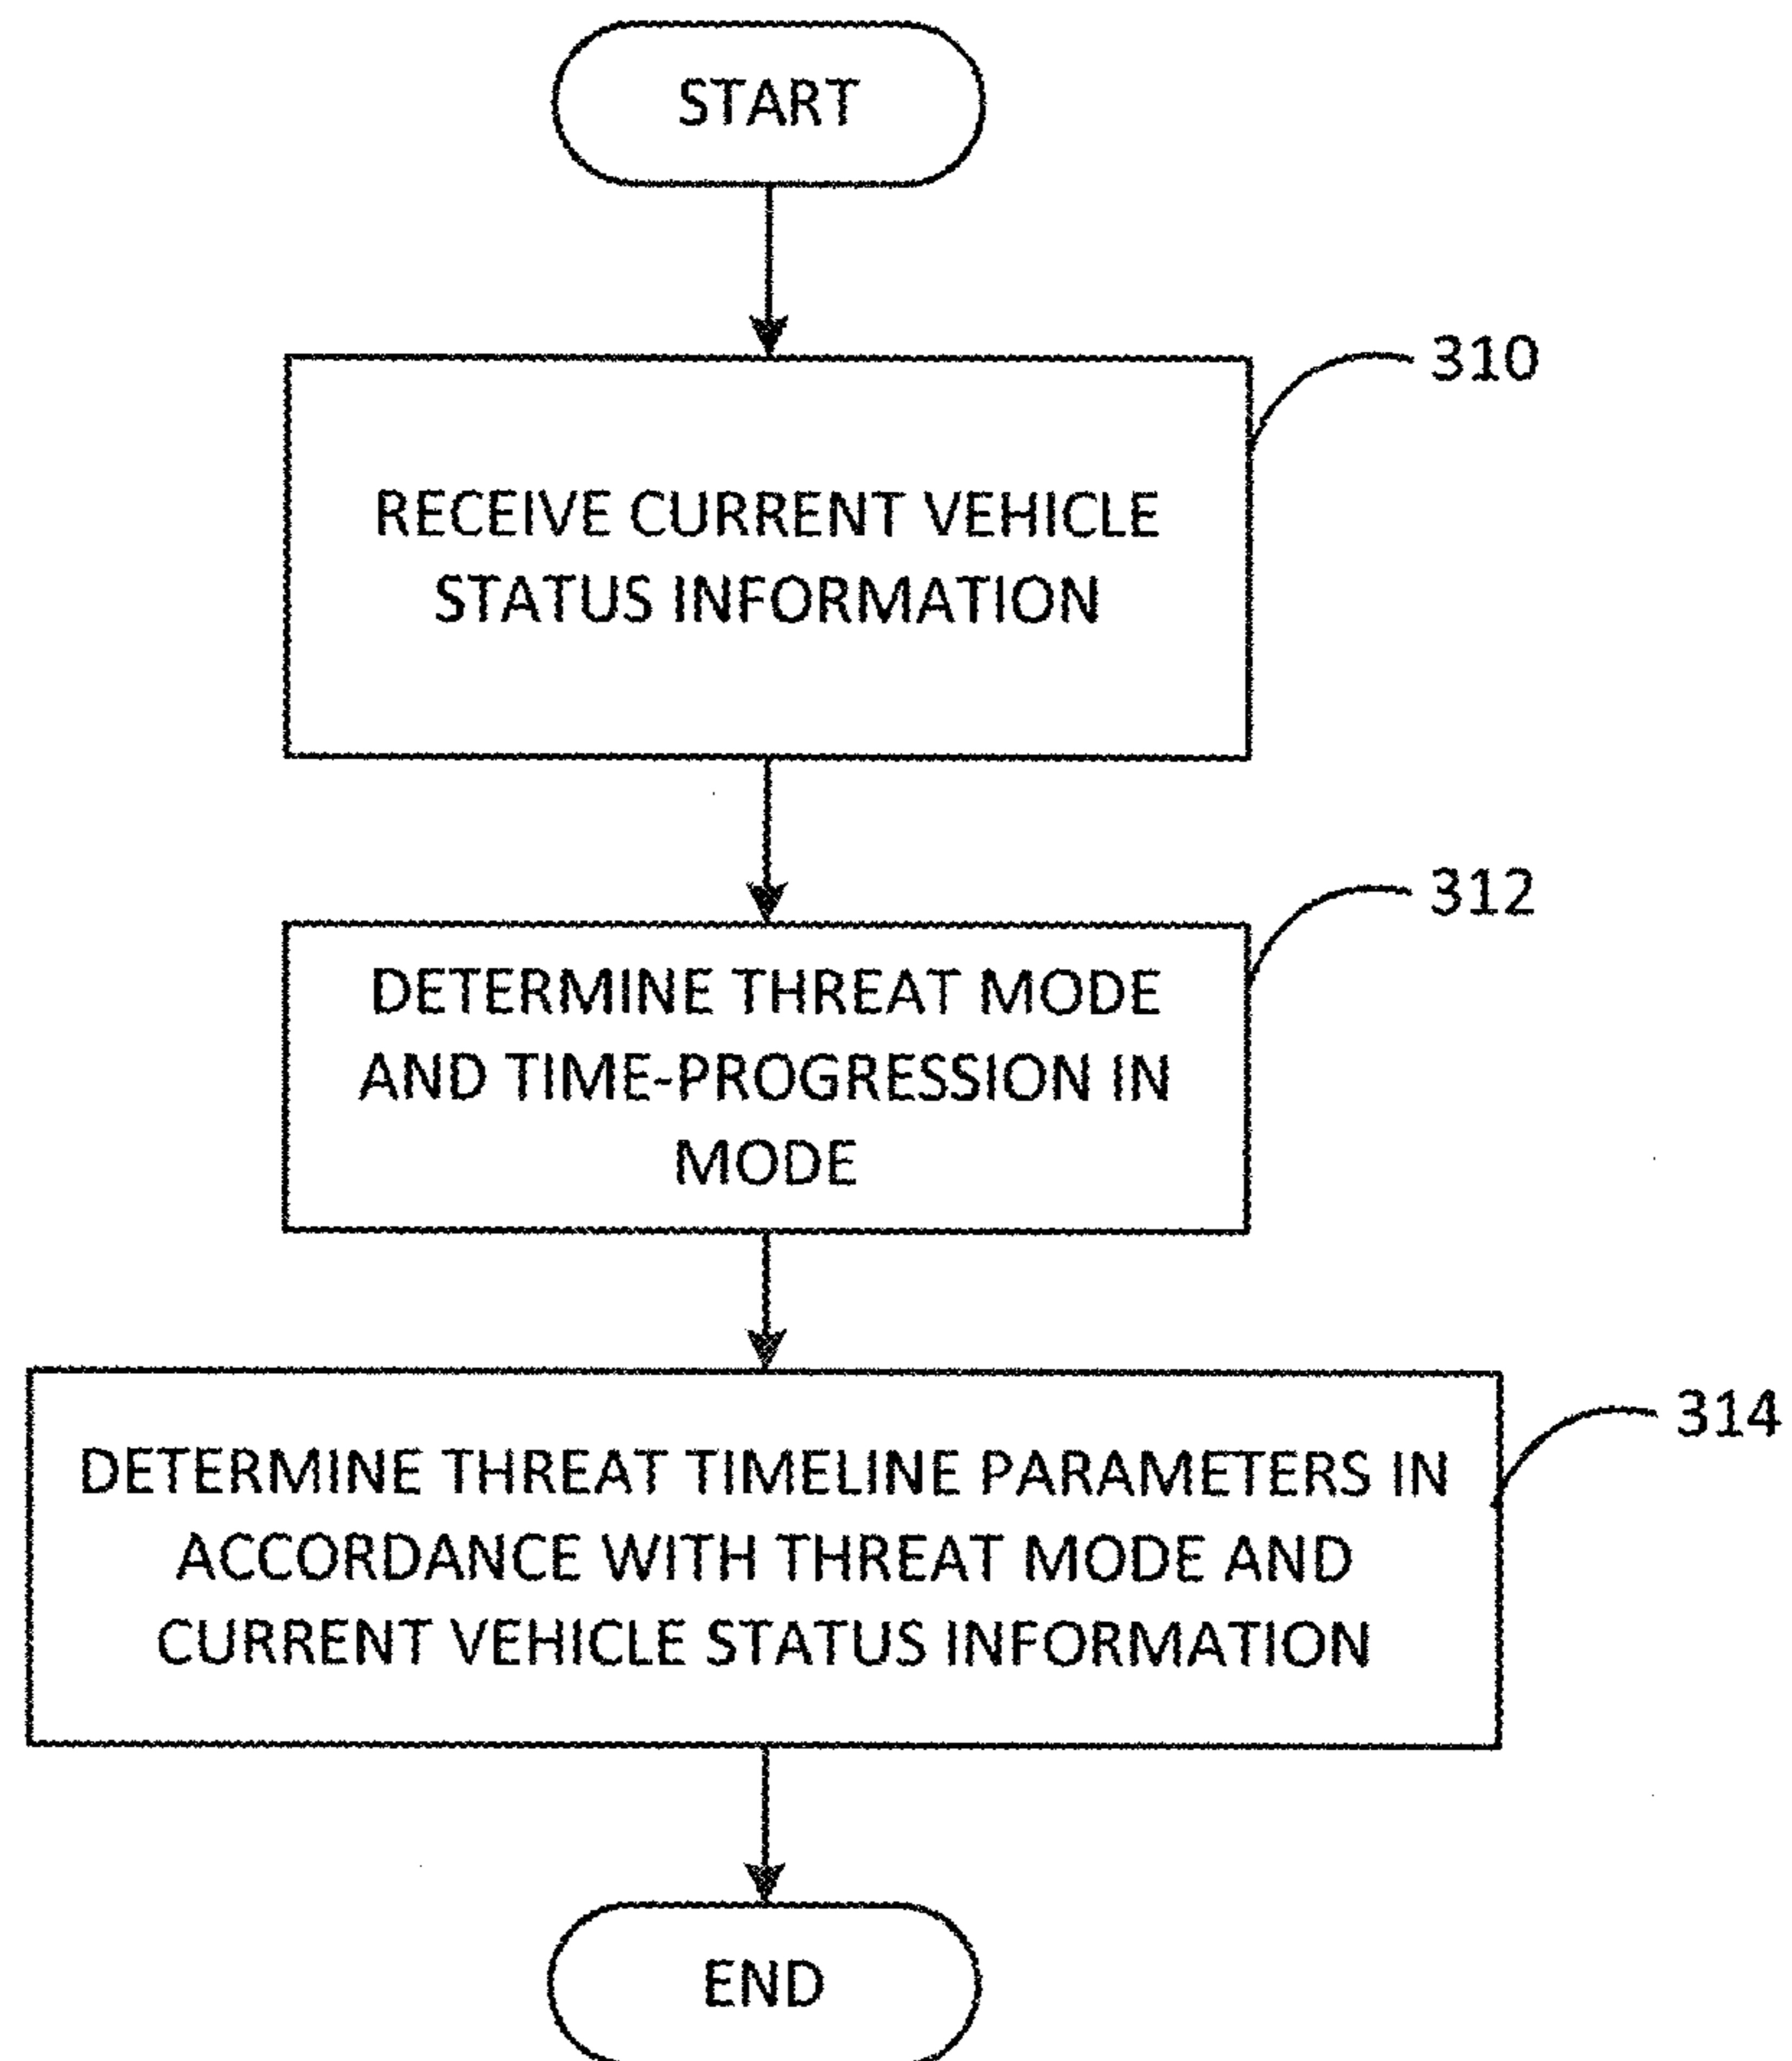 START
310
RECEIVE CURRENT VEHICLE
STATUS INFORMATION
312
DETERMINE THREAT MODE
AND TIME-PROGRESSION IN
MODE
314
DETERMINE THREAT TIMELINE PARAMETERS IN
ACCORDANCE WITH THREAT MODE AND
CURRENT VEHICLE STATUS INFORMATION
END